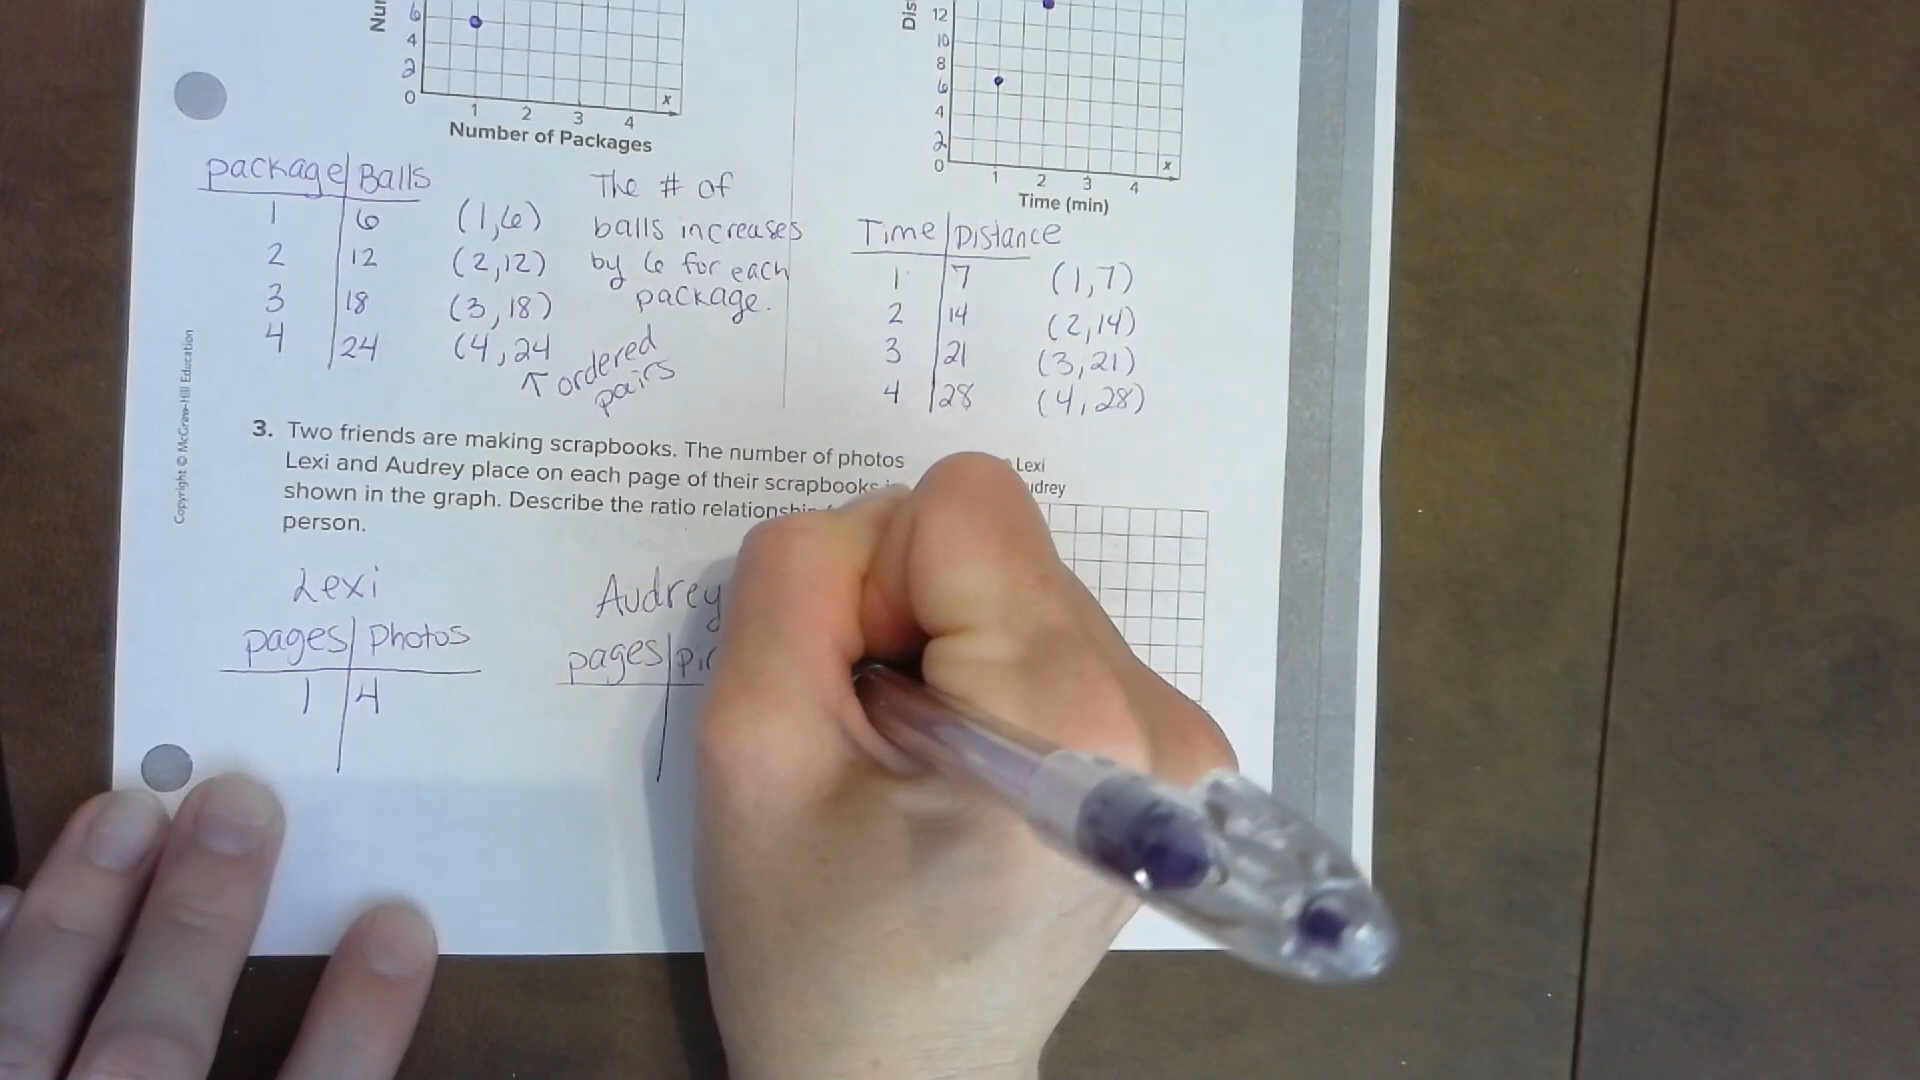 Nu
6
4
2
0
1 2 3 4
x
Number of Packages
Dis
12
10
8
6
4
2
0
1 2 3 4
x
Time (min)
package Balls
1 6
2 12
3 18
4 24
(1,6)
(2,12)
(3,18)
(4,24
↑ ordered
pairs
The # of
balls increases
by 6 for each
package.
Time Distance
1 7
2 14
3 21
4 28
(1,7)
(2,14)
(3,21)
(4,28)
Copyright © McGraw-Hill Education
3. Two friends are making scrapbooks. The number of photos
Lexi and Audrey place on each page of their scrapbooks
shown in the graph. Describe the ratio relationship
person.
Lexi
udrey
Lexi
pages photos
1 4
Audrey
pages pic